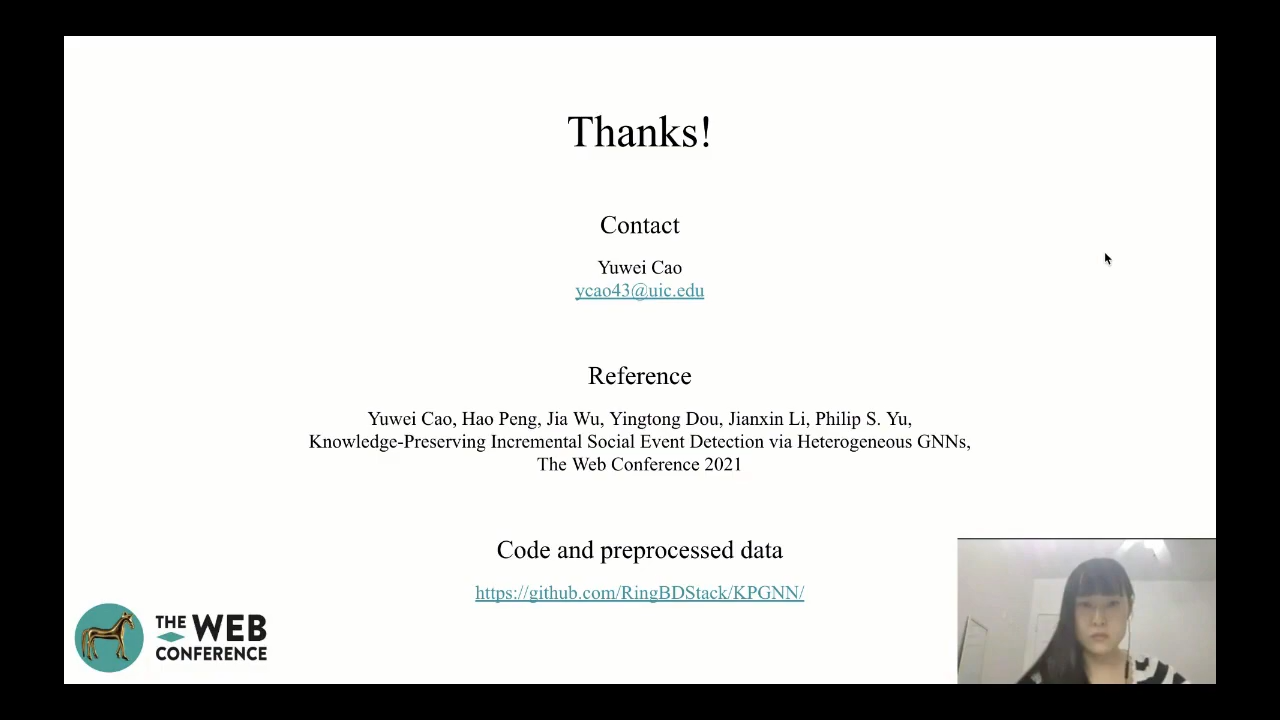 Thanks!
Contact
Yuwei Cao
ycao43@uic.edu
Reference
Yuwei Cao, Hao Peng, Jia Wu, Yingtong Dou, Jianxin Li, Philip S. Yu,
Knowledge-Preserving Incremental Social Event Detection via Heterogeneous GNNs,
The Web Conference 2021
Code and preprocessed data
https://github.com/RingBDStack/KPGNN/
THE WEB
CONFERENCE